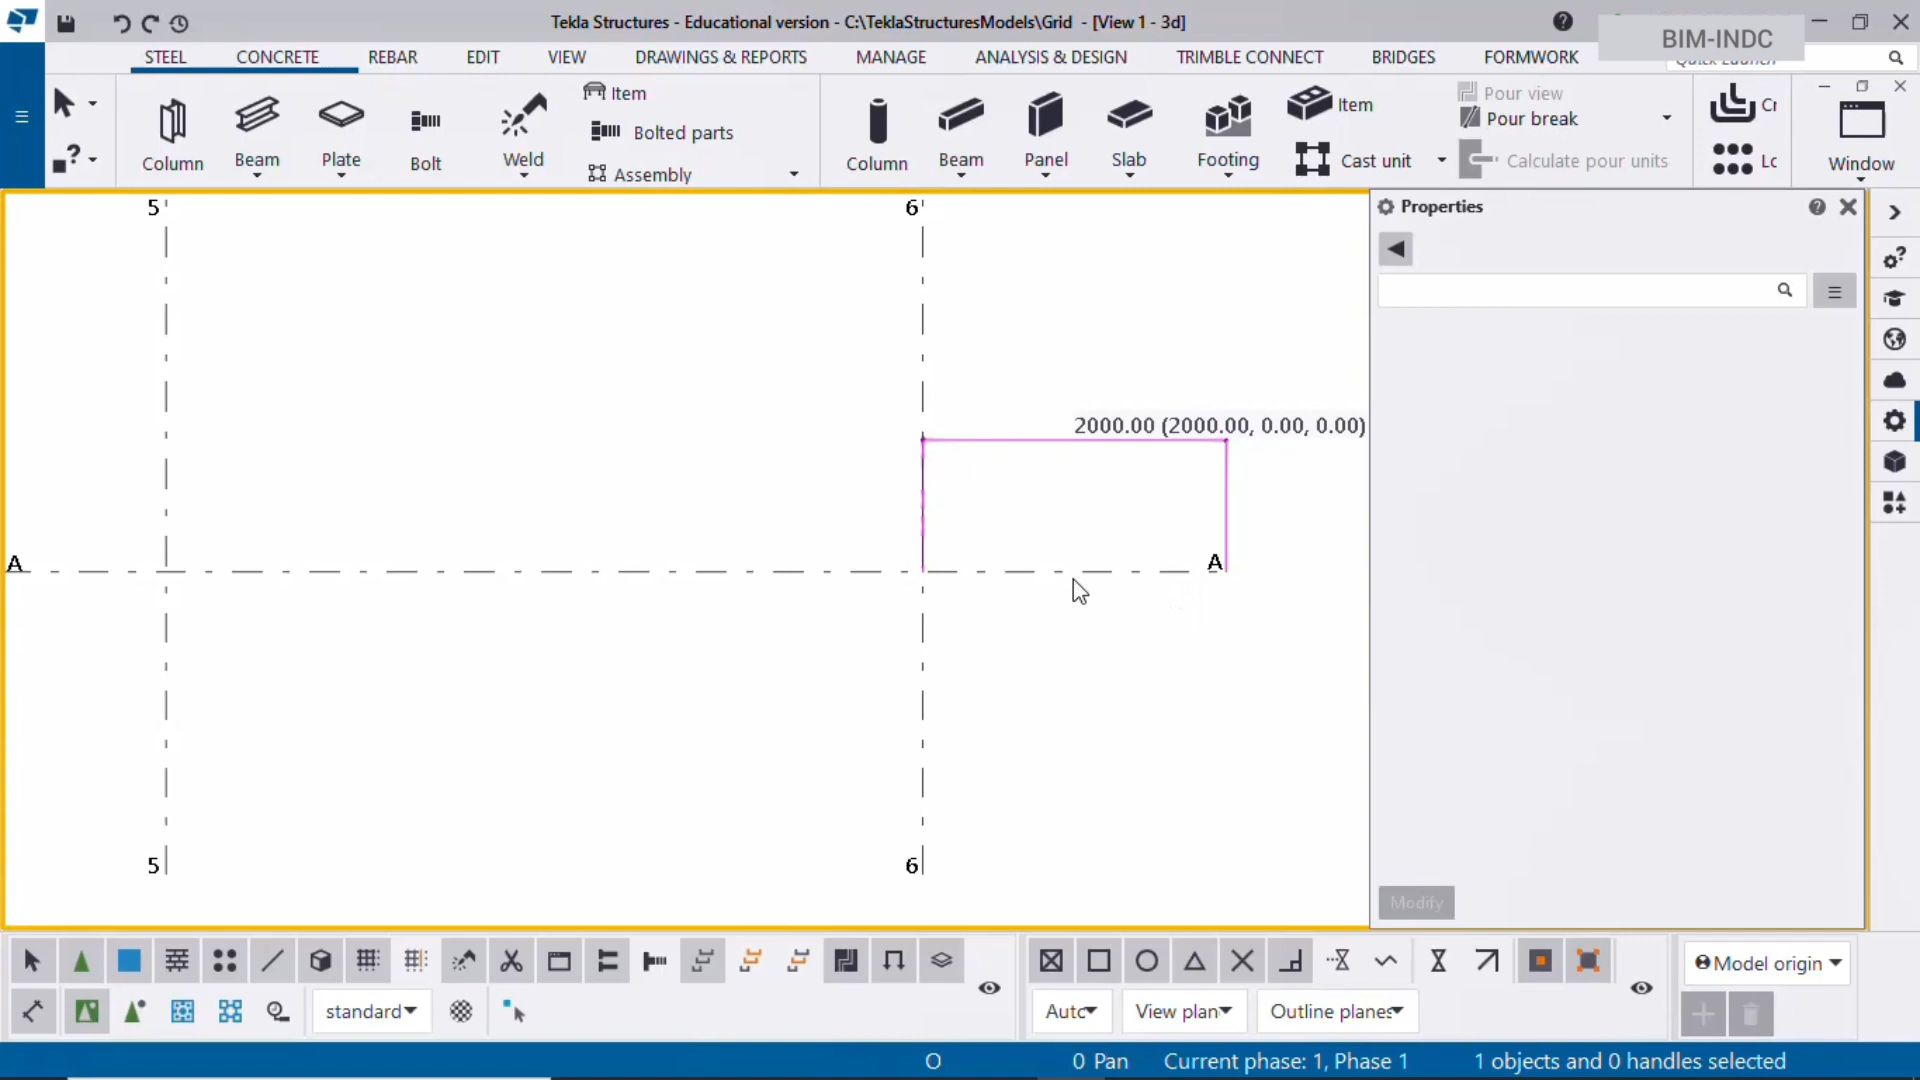 Tekla Structures - Educational version - C:\TeklaStructuresModels\Grid - [View 1 - 3d]
BIM-INDC
STEEL CONCRETE REBAR EDIT VIEW DRAWINGS & REPORTS MANAGE ANALYSIS & DESIGN TRIMBLE CONNECT BRIDGES FORMWORK Quick Launch
Column Beam Plate Bolt Weld
Item
Bolted parts
Assembly
Column Beam Panel Slab Footing
Item
Cast unit
Pour view
Pour break
Calculate pour units
Cr
Lc
Window
5 6
Properties
2000.00 (2000.00, 0.00, 0.00)
A A
5 6
Modify
Model origin
standard
Auto
View plan
Outline planes
O 0 Pan Current phase: 1, Phase 1 1 objects and 0 handles selected